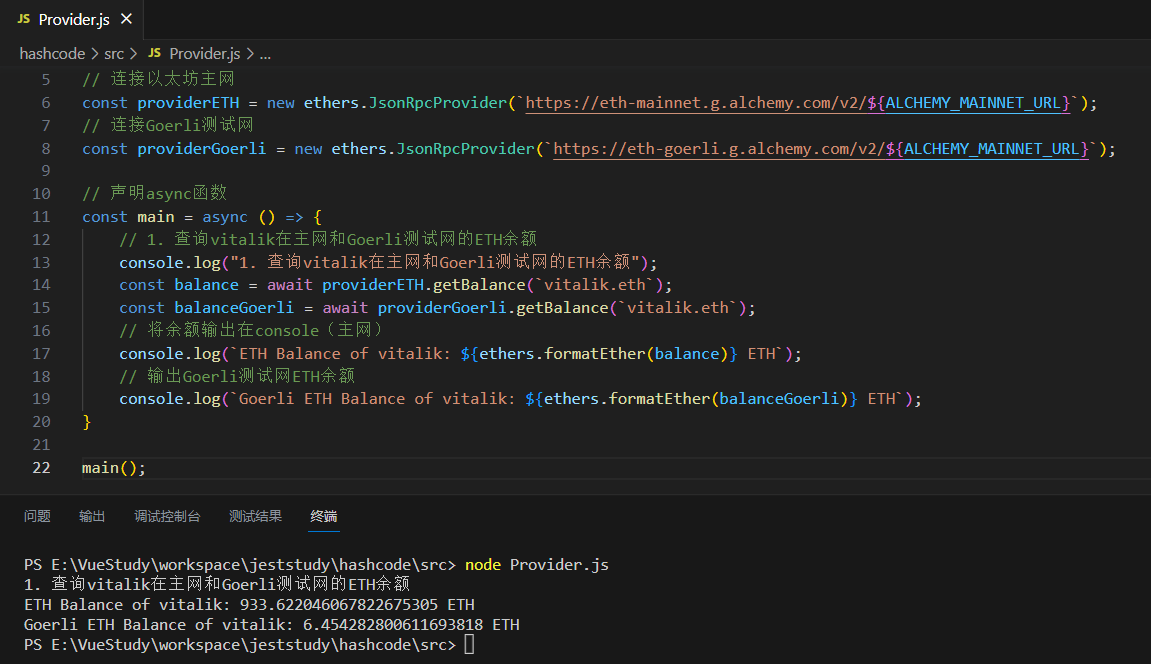 JS Provider.js ×
hashcode > src > JS Provider.js > ...
5 // 连接以太坊主网
6 const providerETH = new ethers.JsonRpcProvider(`https://eth-mainnet.g.alchemy.com/v2/${ALCHEMY_MAINNET_URL}`);
7 // 连接Goerli测试网
8 const providerGoerli = new ethers.JsonRpcProvider(`https://eth-goerli.g.alchemy.com/v2/${ALCHEMY_MAINNET_URL}`);
9
10 // 声明async函数
11 const main = async () => {
12 // 1. 查询vitalik在主网和Goerli测试网的ETH余额
13 console.log("1. 查询vitalik在主网和Goerli测试网的ETH余额");
14 const balance = await providerETH.getBalance(`vitalik.eth`);
15 const balanceGoerli = await providerGoerli.getBalance(`vitalik.eth`);
16 // 将余额输出在console（主网）
17 console.log(`ETH Balance of vitalik: ${ethers.formatEther(balance)} ETH`);
18 // 输出Goerli测试网ETH余额
19 console.log(`Goerli ETH Balance of vitalik: ${ethers.formatEther(balanceGoerli)} ETH`);
20 }
21
22 main();
问题 输出 调试控制台 测试结果 终端
PS E:\VueStudy\workspace\jeststudy\hashcode\src> node Provider.js
1. 查询vitalik在主网和Goerli测试网的ETH余额
ETH Balance of vitalik: 933.622046067822675305 ETH
Goerli ETH Balance of vitalik: 6.454282800611693818 ETH
PS E:\VueStudy\workspace\jeststudy\hashcode\src>